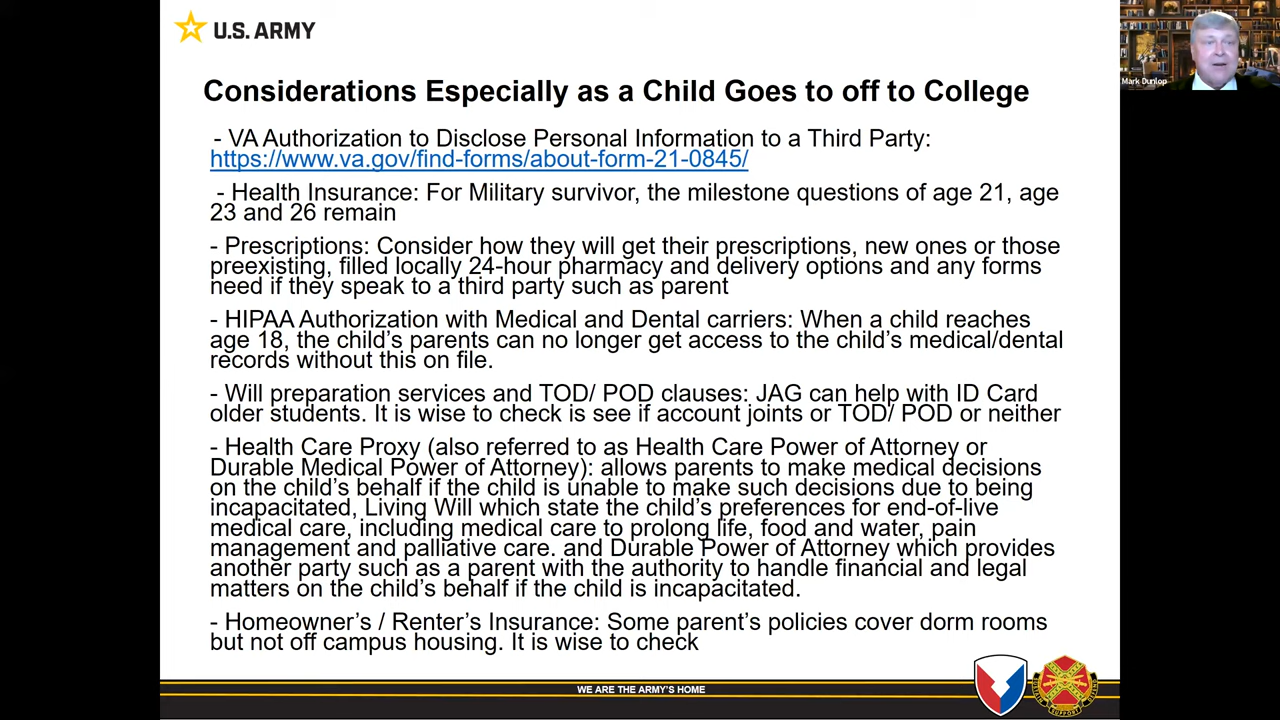 U.S. ARMY
Mark Dunlop
Considerations Especially as a Child Goes to off to College
- VA Authorization to Disclose Personal Information to a Third Party:
https://www.va.gov/find-forms/about-form-21-0845/
- Health Insurance: For Military survivor, the milestone questions of age 21, age
23 and 26 remain
- Prescriptions: Consider how they will get their prescriptions, new ones or those
preexisting, filled locally 24-hour pharmacy and delivery options and any forms
need if they speak to a third party such as parent
- HIPAA Authorization with Medical and Dental carriers: When a child reaches
age 18, the child's parents can no longer get access to the child's medical/dental
records without this on file.
- Will preparation services and TOD/ POD clauses: JAG can help with ID Card
older students. It is wise to check is see if account joints or TOD/ POD or neither
- Health Care Proxy (also referred to as Health Care Power of Attorney or
Durable Medical Power of Attorney): allows parents to make medical decisions
on the child's behalf if the child is unable to make such decisions due to being
incapacitated, Living Will which state the child's preferences for end-of-live
medical care, including medical care to prolong life, food and water, pain
management and palliative care. and Durable Power of Attorney which provides
another party such as a parent with the authority to handle financial and legal
matters on the child's behalf if the child is incapacitated.
- Homeowner's / Renter's Insurance: Some parent's policies cover dorm rooms
but not off campus housing. It is wise to check
WE ARE THE ARMY'S HOME